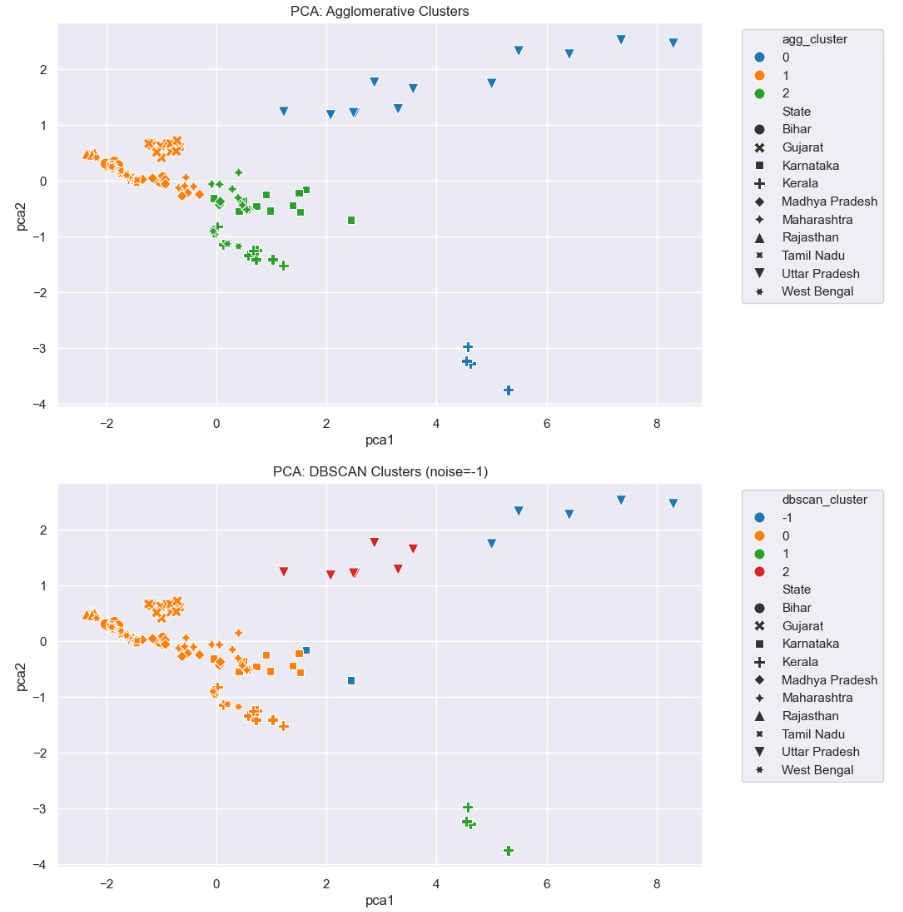 PCA: Agglomerative Clusters
2
1
0
−1
−2
−3
−4
pca2
−2
0
2
4
6
8
pca1
agg_cluster
0
1
2
State
Bihar
Gujarat
Karnataka
Kerala
Madhya Pradesh
Maharashtra
Rajasthan
Tamil Nadu
Uttar Pradesh
West Bengal
PCA: DBSCAN Clusters (noise=-1)
2
1
0
−1
−2
−3
−4
pca2
−2
0
2
4
6
8
pca1
dbscan_cluster
-1
0
1
2
State
Bihar
Gujarat
Karnataka
Kerala
Madhya Pradesh
Maharashtra
Rajasthan
Tamil Nadu
Uttar Pradesh
West Bengal